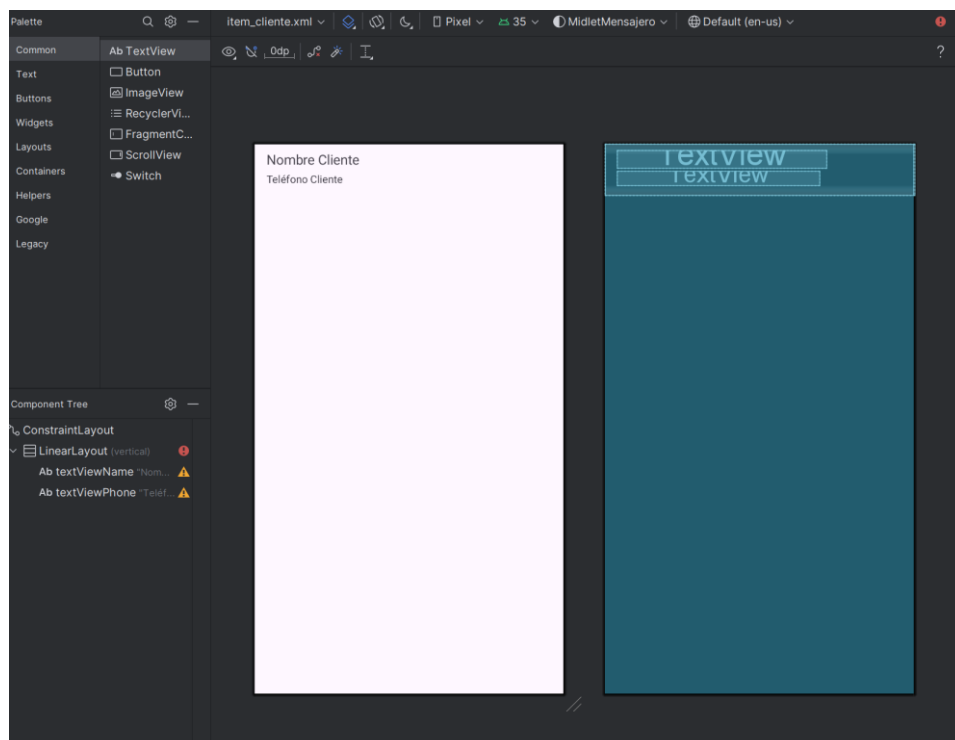 Palette
item_cliente.xml
Pixel
35
MidletMensajero
Default (en-us)
Common
Text
Buttons
Widgets
Layouts
Containers
Helpers
Google
Legacy
Ab TextView
Button
ImageView
RecyclerVi...
FragmentC...
ScrollView
Switch
0dp
?
Nombre Cliente
Teléfono Cliente
TextView
TextView
Component Tree
ConstraintLayout
LinearLayout (vertical)
Ab textViewName "Nom...
Ab textViewPhone "Teléf...